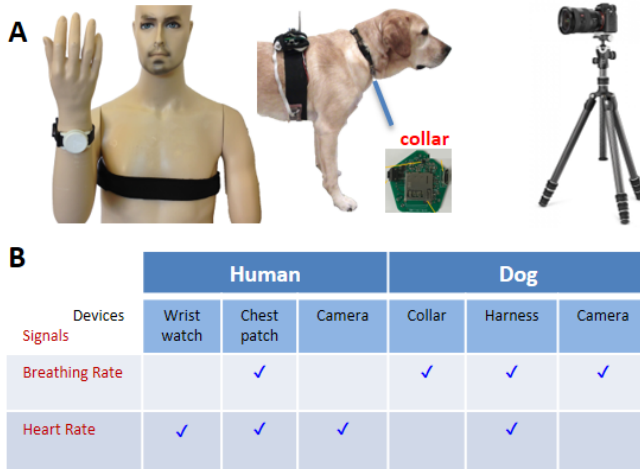 A
collar
B
Human Dog
Devices
Signals
Wrist watch Chest patch Camera Collar Harness Camera
Breathing Rate ✓ ✓ ✓ ✓
Heart Rate ✓ ✓ ✓ ✓